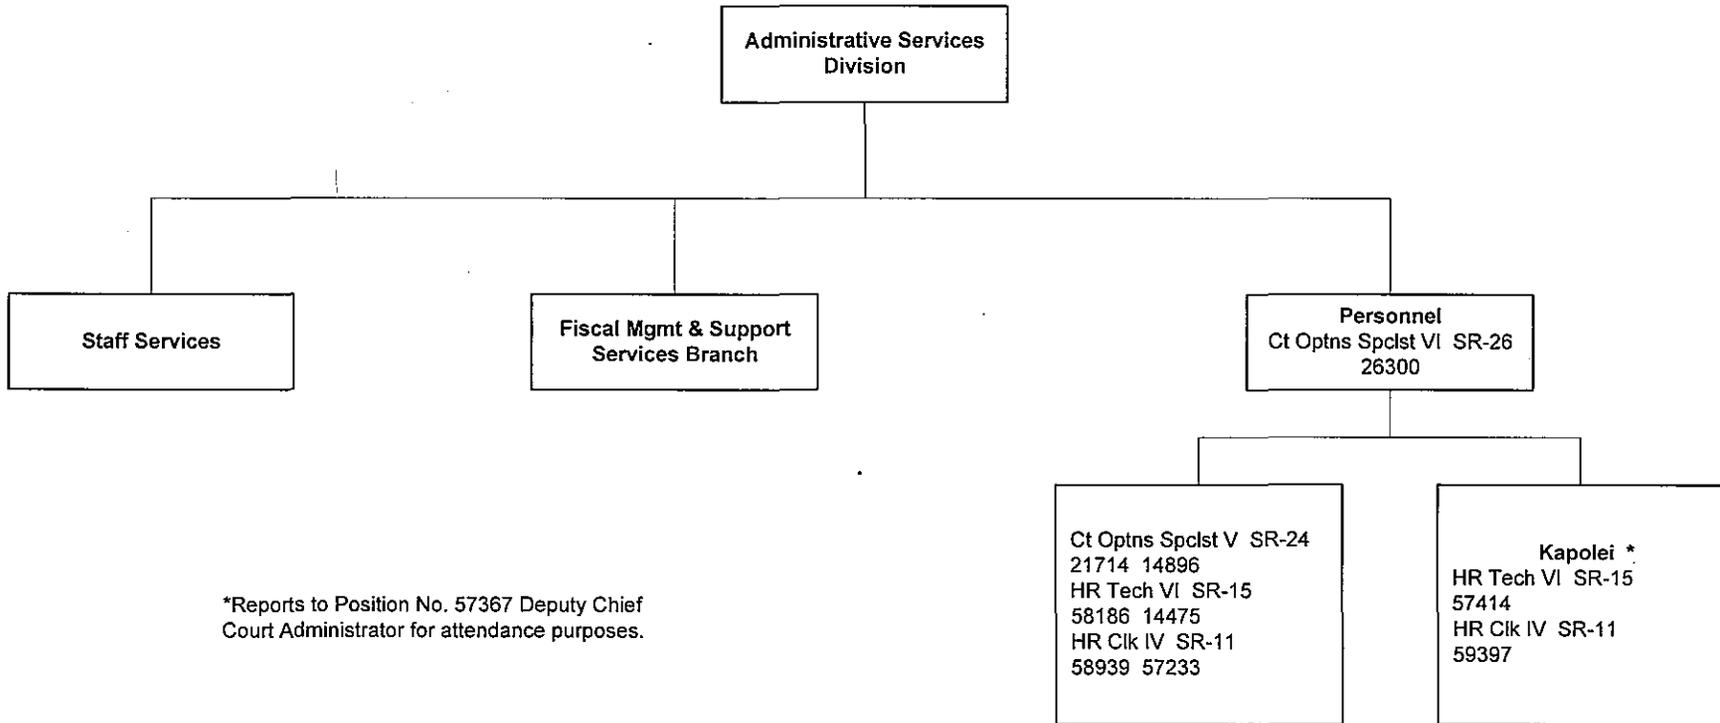 Administrative Services
Division
Staff Services
Fiscal Mgmt & Support
Services Branch
Personnel
Ct Optns Spclst VI SR-26
26300
Ct Optns Spclst V SR-24
21714 14896
HR Tech VI SR-15
58186 14475
HR Clk IV SR-11
58939 57233
Kapolei *
HR Tech VI SR-15
57414
HR Clk IV SR-11
59397
*Reports to Position No. 57367 Deputy Chief
Court Administrator for attendance purposes.